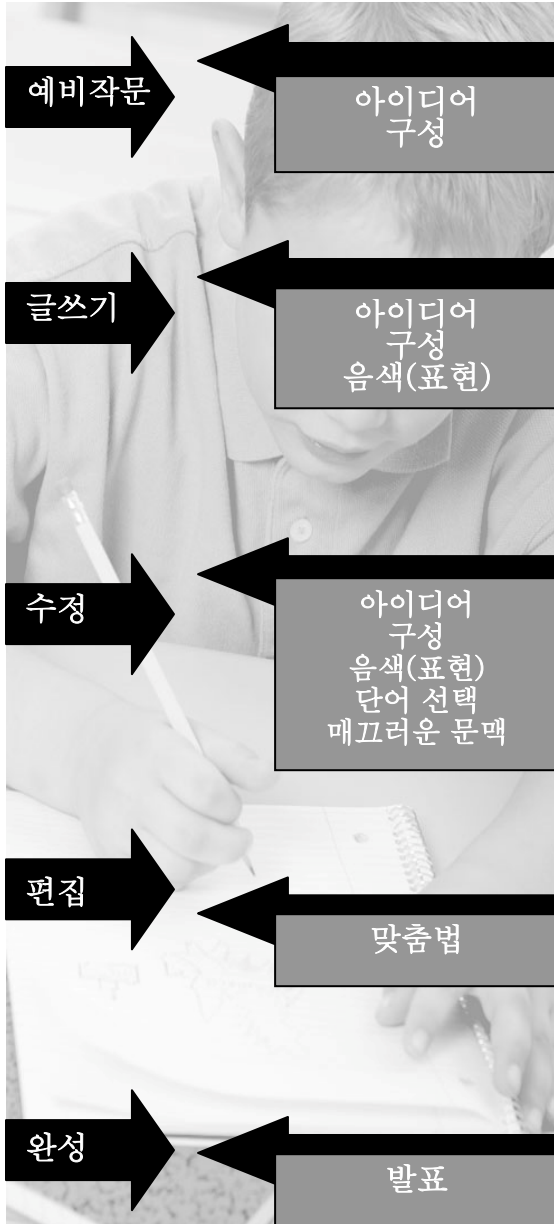 예비작문
아이디어
구성
글쓰기
아이디어
구성
음색(표현)
수정
아이디어
구성
음색(표현)
단어 선택
매끄러운 문맥
편집
맞춤법
완성
발표